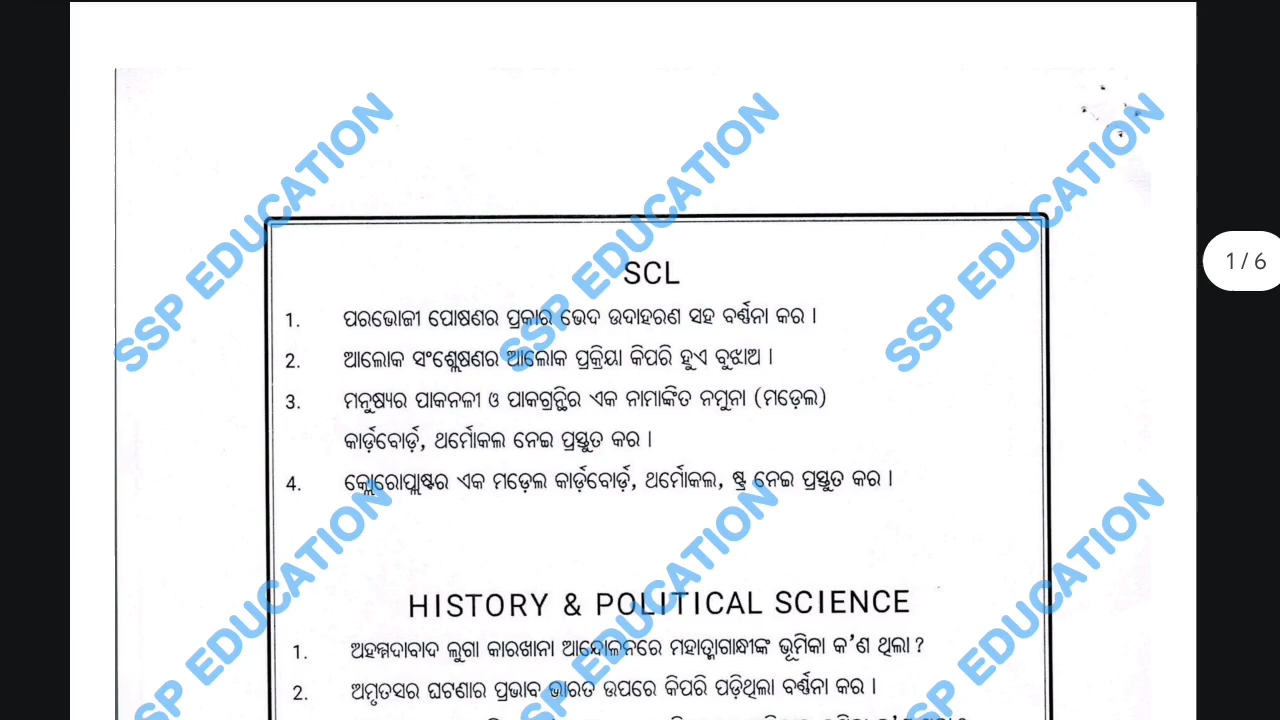 SCL
1. ପରଭୋଜୀ ପୋଷଣର ପ୍ରକାର ଭେଦ ଉଦାହରଣ ସହ ବର୍ଣ୍ଣନା କର ।
2. ଆଲୋକ ସଂଶ୍ଳେଷଣର ଆଲୋକ ପ୍ରକ୍ରିୟା କିପରି ହୁଏ ବୁଝାଅ ।
3. ମନୁଷ୍ୟର ପାକନଳୀ ଓ ପାକଗ୍ରନ୍ଥିର ଏକ ନାମାଙ୍କିତ ନମୁନା (ମଡ଼େଲ)
କାର୍ଡ଼ବୋର୍ଡ଼, ଥର୍ମୋକଲ ନେଇ ପ୍ରସ୍ତୁତ କର ।
4. କ୍ଲୋରୋପ୍ଲାଷ୍ଟର ଏକ ମଡ଼େଲ କାର୍ଡ଼ବୋର୍ଡ଼, ଥର୍ମୋକଲ, ଷ୍ଟ୍ର ନେଇ ପ୍ରସ୍ତୁତ କର ।
HISTORY & POLITICAL SCIENCE
1. ଅହମ୍ମଦାବାଦ ଲୁଗା କାରଖାନା ଆନ୍ଦୋଳନରେ ମହାତ୍ମାଗାନ୍ଧୀଙ୍କ ଭୂମିକା କ'ଣ ଥିଲା ?
2. ଅମୃତସର ଘଟଣାର ପ୍ରଭାବ ଭାରତ ଉପରେ କିପରି ପଡ଼ିଥିଲା ବର୍ଣ୍ଣନା କର ।
1 / 6
SSP EDUCATION
SSP EDUCATION
SSP EDUCATION
SSP EDUCATION
SSP EDUCATION
SSP EDUCATION